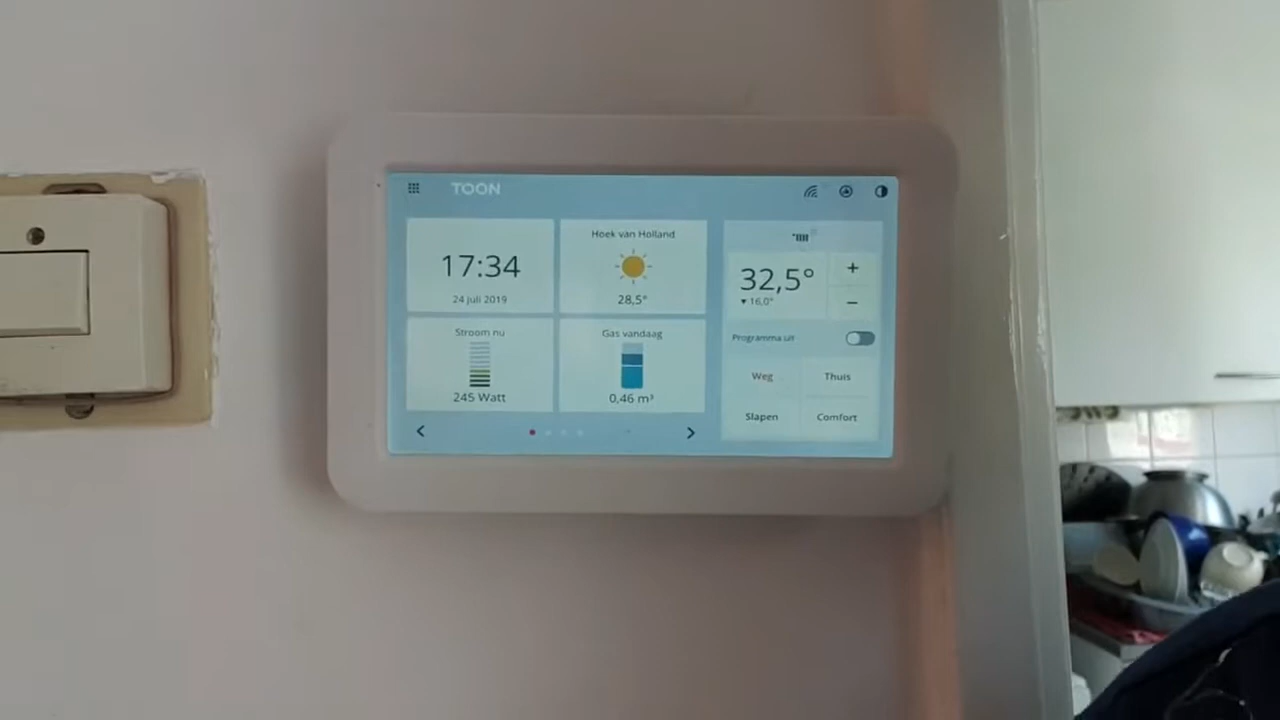 TOON
17:34
24 juli 2019
Hoek van Holland
28,5°
Stroom nu
245 Watt
Gas vandaag
0,46 m³
32,5°
▼ 16,0°
+
−
Programma uit
Weg
Thuis
Slapen
Comfort